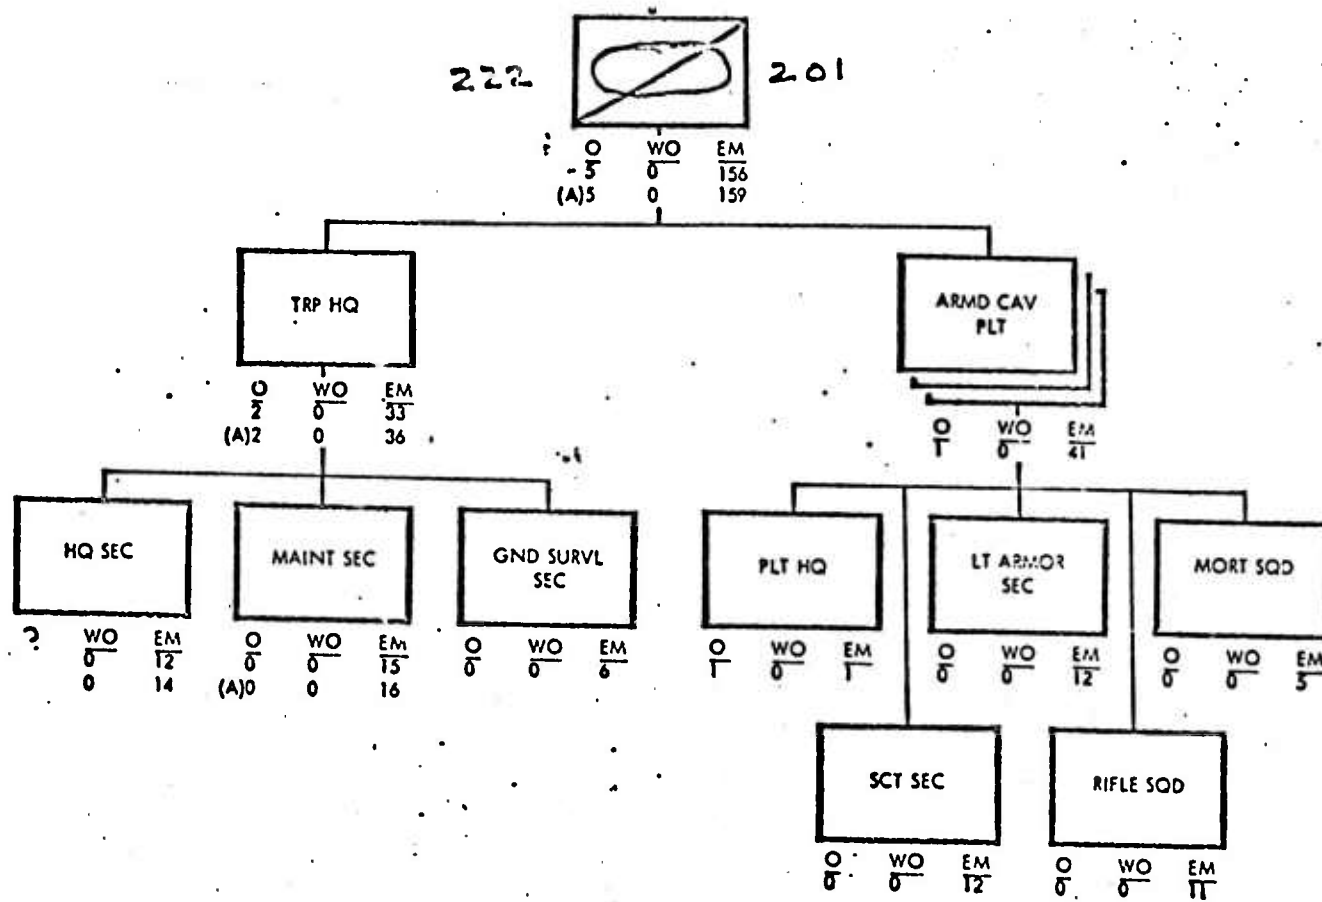 222 201
O WO EM
5 0 156
(A)5 0 159
TRP HQ
O WO EM
2 0 33
(A)2 0 36
ARMD CAV
PLT
O WO EM
1 0 41
HQ SEC
? WO EM
0 12
0 14
MAINT SEC
O WO EM
0 0 15
(A)0 0 16
GND SURVL
SEC
O WO EM
0 0 6
PLT HQ
O WO EM
1 0 1
LT ARMOR
SEC
O WO EM
0 0 12
MORT SQD
O WO EM
0 0
SCT SEC
O WO EM
0 0 12
RIFLE SQD
O WO EM
0 0 11